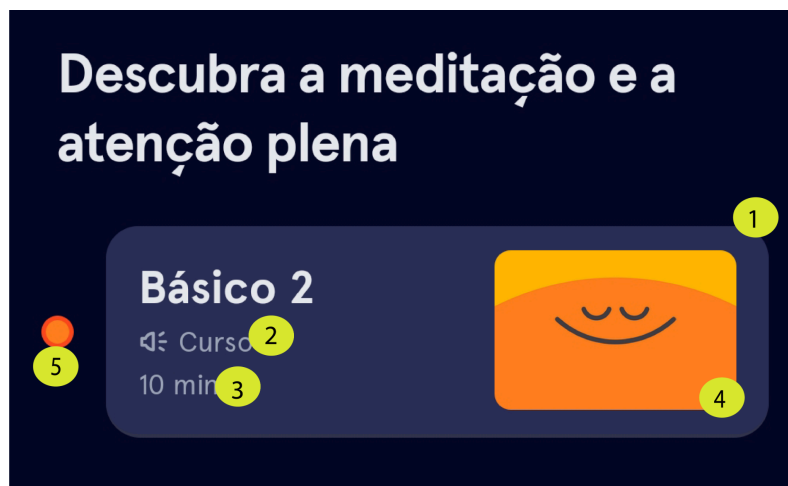 Descubra a meditação e a
atenção plena
1
Básico 2
Curso 2
10 min 3
4
5